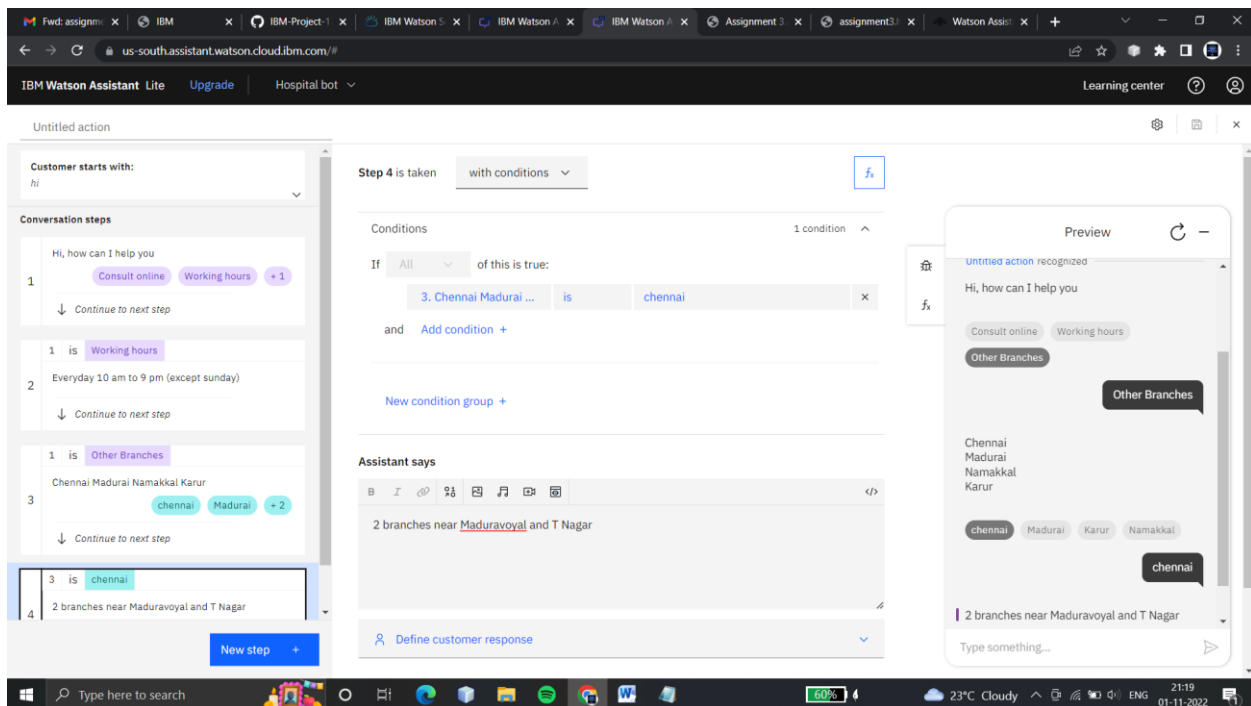 Fwd: assignme
IBM
IBM-Project-1
IBM Watson S
IBM Watson A
IBM Watson A
Assignment 3.
assignment3.
Watson Assist
us-south.assistant.watson.cloud.ibm.com/#
IBM Watson Assistant Lite
Upgrade
Hospital bot
Learning center
Untitled action
Customer starts with:
hi
Conversation steps
1
Hi, how can I help you
Consult online Working hours + 1
Continue to next step
2
1 is Working hours
Everyday 10 am to 9 pm (except sunday)
Continue to next step
3
1 is Other Branches
Chennai Madurai Namakkal Karur
chennai Madurai + 2
Continue to next step
4
3 is chennai
2 branches near Maduravoyal and T Nagar
New step +
Step 4 is taken with conditions
fx
Conditions 1 condition
If All of this is true:
3. Chennai Madurai ... is chennai ×
and Add condition +
New condition group +
Assistant says
B I </>
2 branches near Maduravoyal and T Nagar
Define customer response
fx
Preview
Untitled action recognized
Hi, how can I help you
Consult online Working hours
Other Branches
Other Branches
Chennai
Madurai
Namakkal
Karur
chennai Madurai Karur Namakkal
chennai
2 branches near Maduravoyal and T Nagar
Type something...
Type here to search
60%
23°C Cloudy
ENG
21:19
01-11-2022